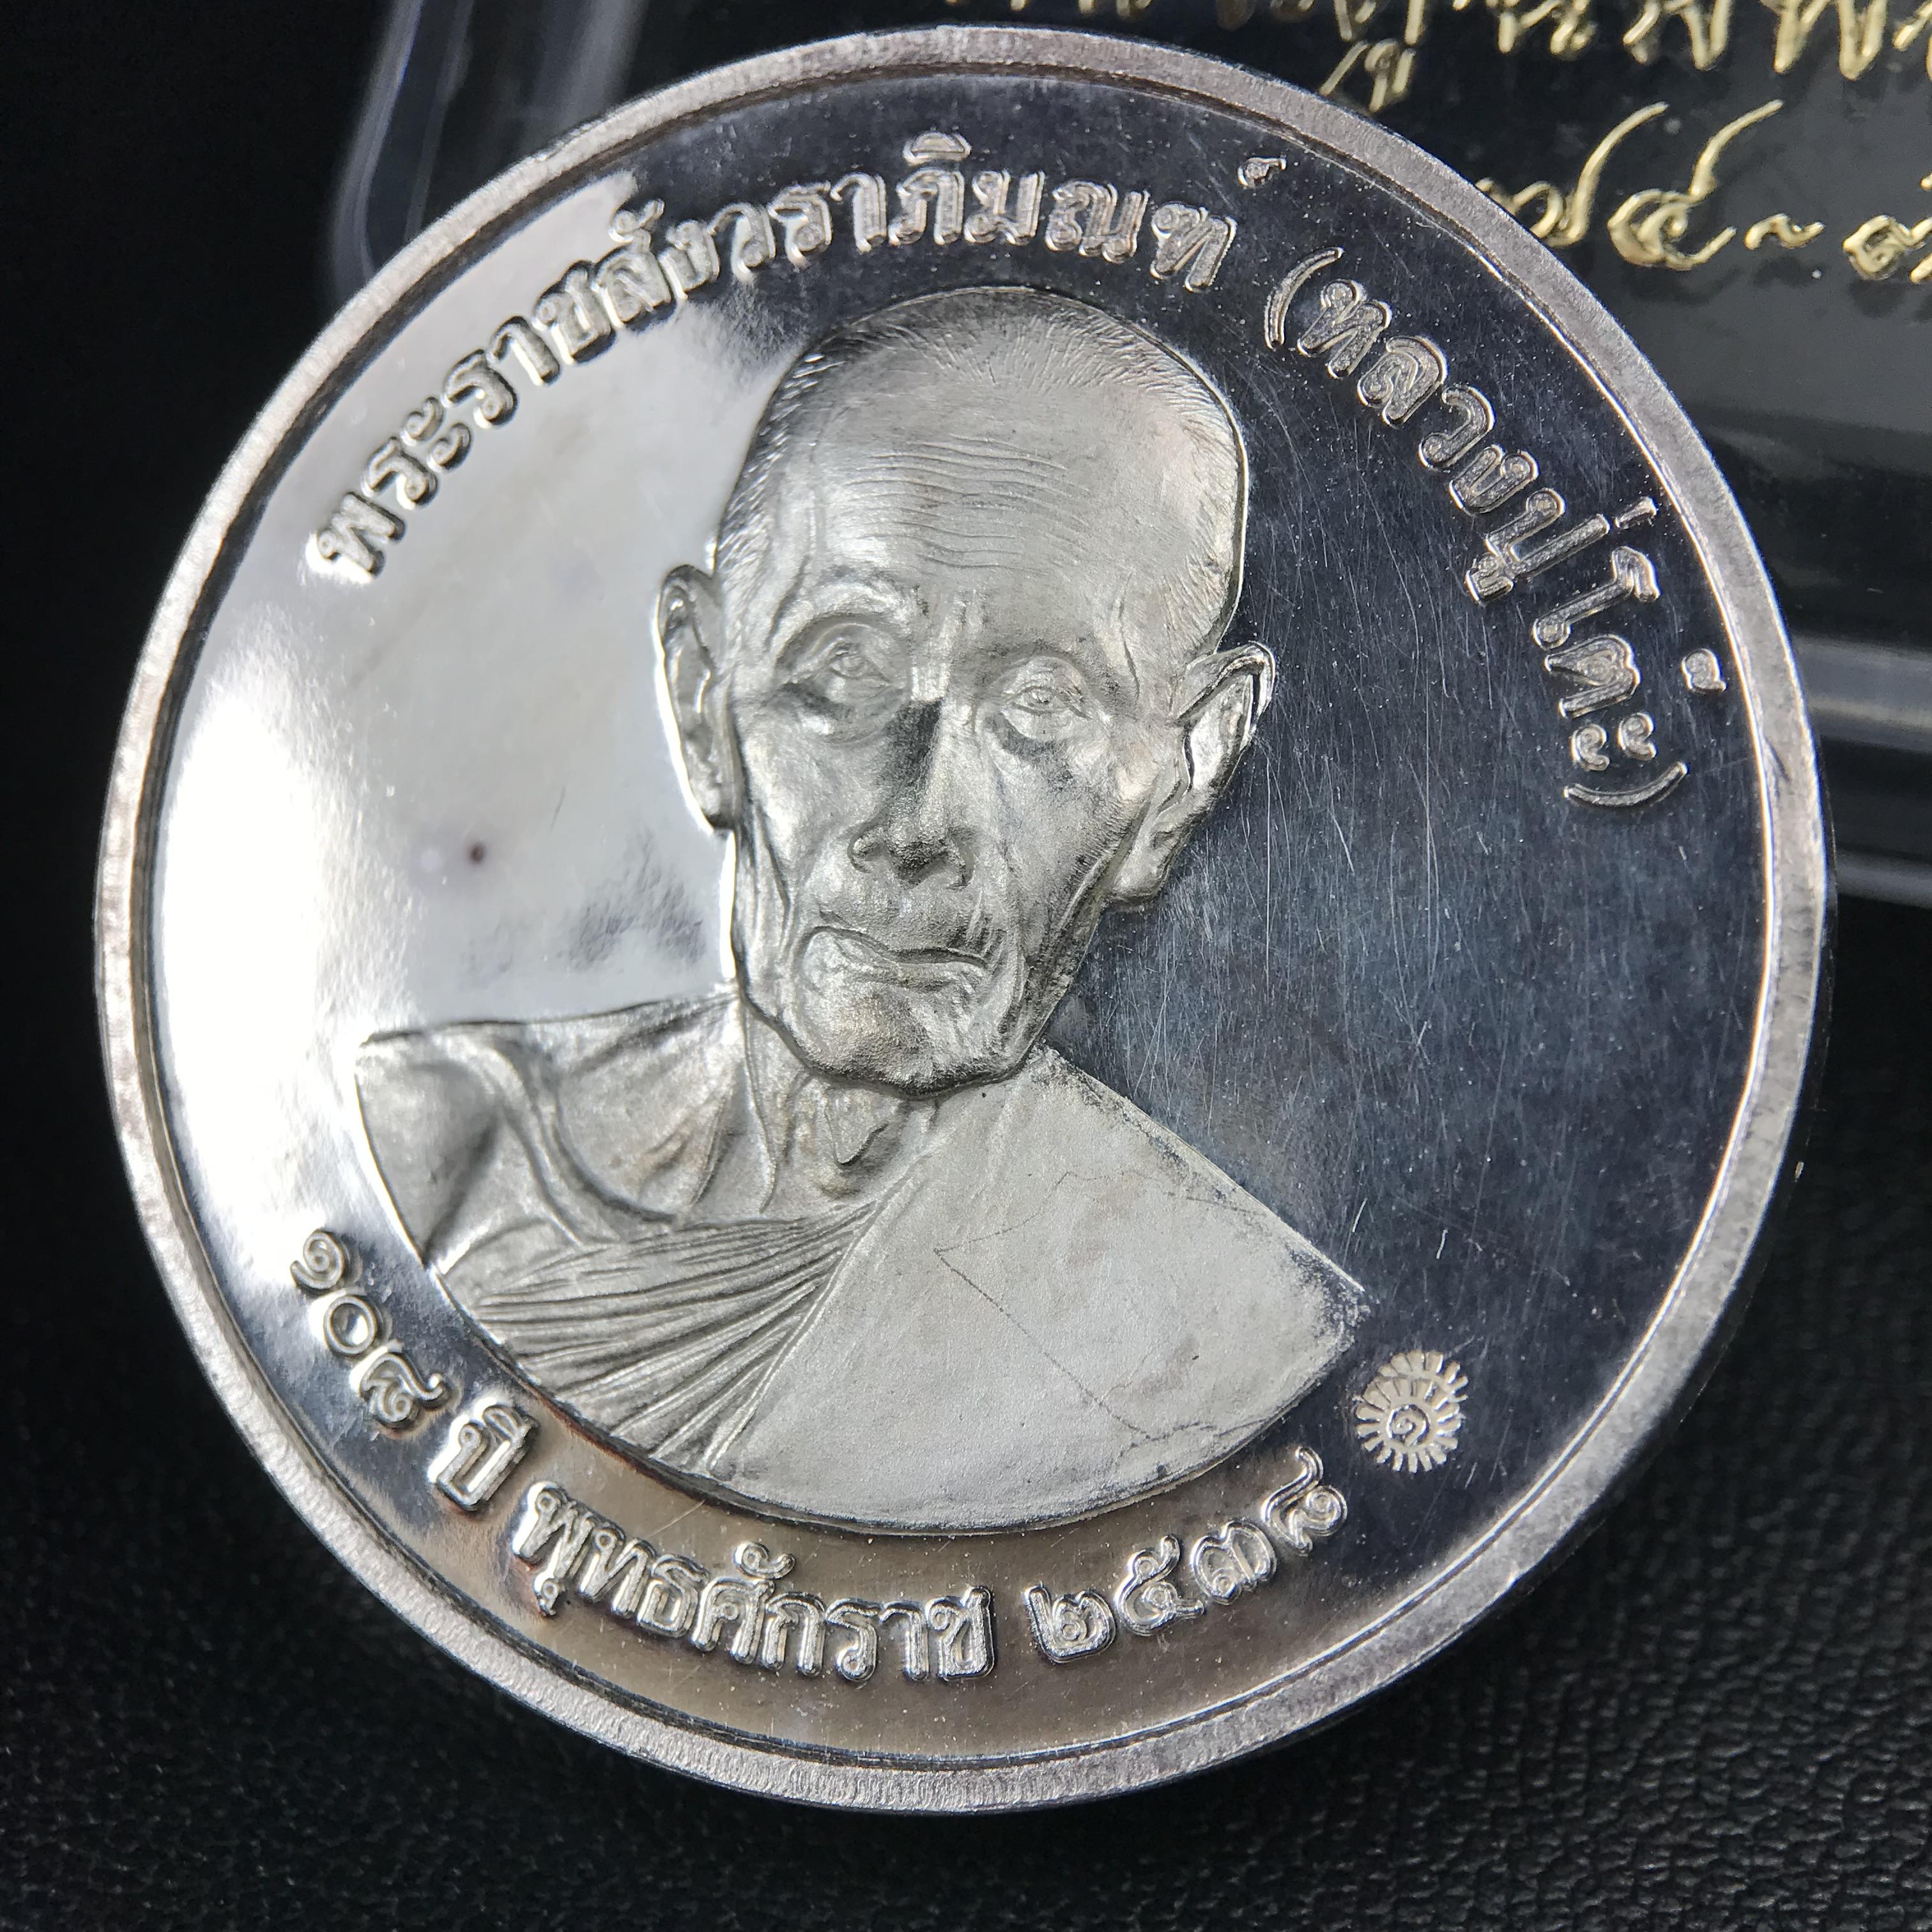 พระราชสังวราภิมณฑ์ (หลวงปู่โต๊ะ)
๑๐๘ ปี พุทธศักราช ๒๕๓๘
๑